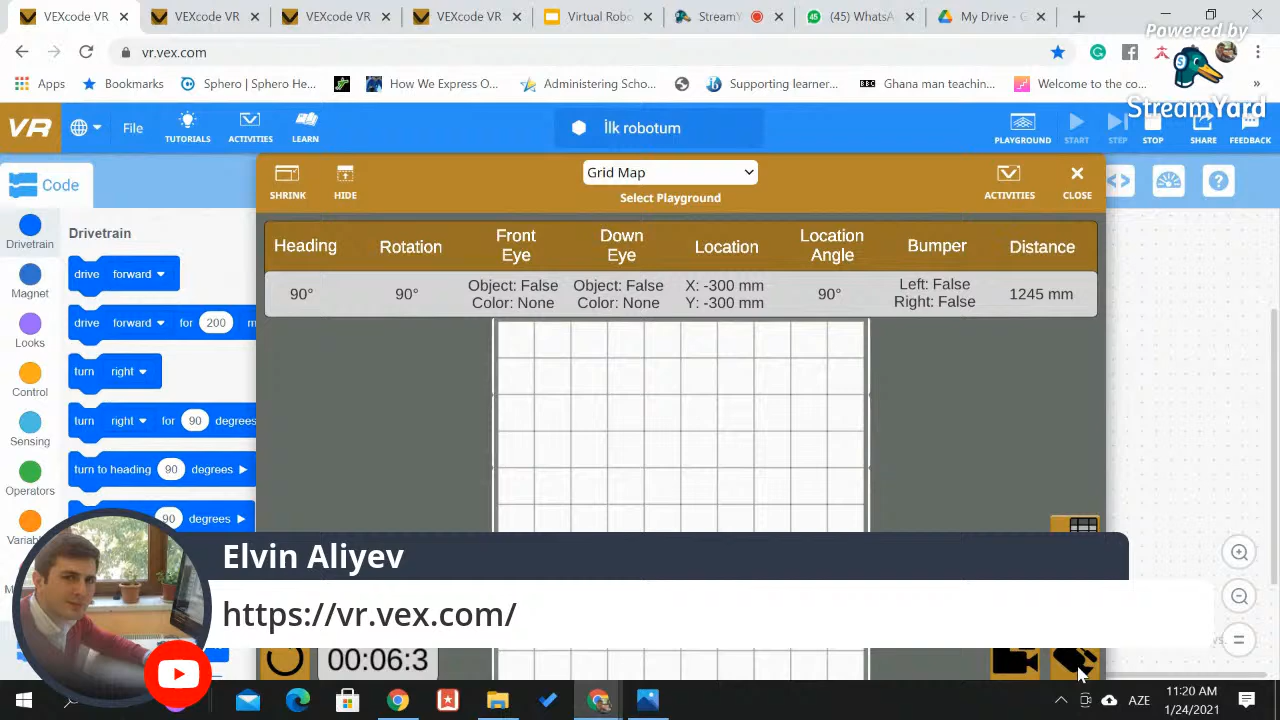 VEXcode VR
VEXcode VR
VEXcode VR
VEXcode VR
Virtual Robo
StreamY
(45) WhatsA
My Drive - G
Powered by
StreamYard
vr.vex.com
Apps
Bookmarks
Sphero | Sphero He...
How We Express O...
Administering Scho...
Supporting learner...
Ghana man teachin...
Welcome to the co...
VR
File
TUTORIALS
ACTIVITIES
LEARN
İlk robotum
PLAYGROUND
START
STEP
STOP
SHARE
FEEDBACK
Code
SHRINK
HIDE
Grid Map
Select Playground
ACTIVITIES
CLOSE
Drivetrain
Magnet
Looks
Control
Sensing
Operators
Drivetrain
drive forward
drive forward for 200 m
turn right
turn right for 90 degrees
turn to heading 90 degrees
90 degrees
Heading
Rotation
Front Eye
Down Eye
Location
Location Angle
Bumper
Distance
90°
90°
Object: False
Color: None
Object: False
Color: None
X: -300 mm
Y: -300 mm
90°
Left: False
Right: False
1245 mm
Elvin Aliyev
https://vr.vex.com/
00:06:3
AZE
11:20 AM
1/24/2021